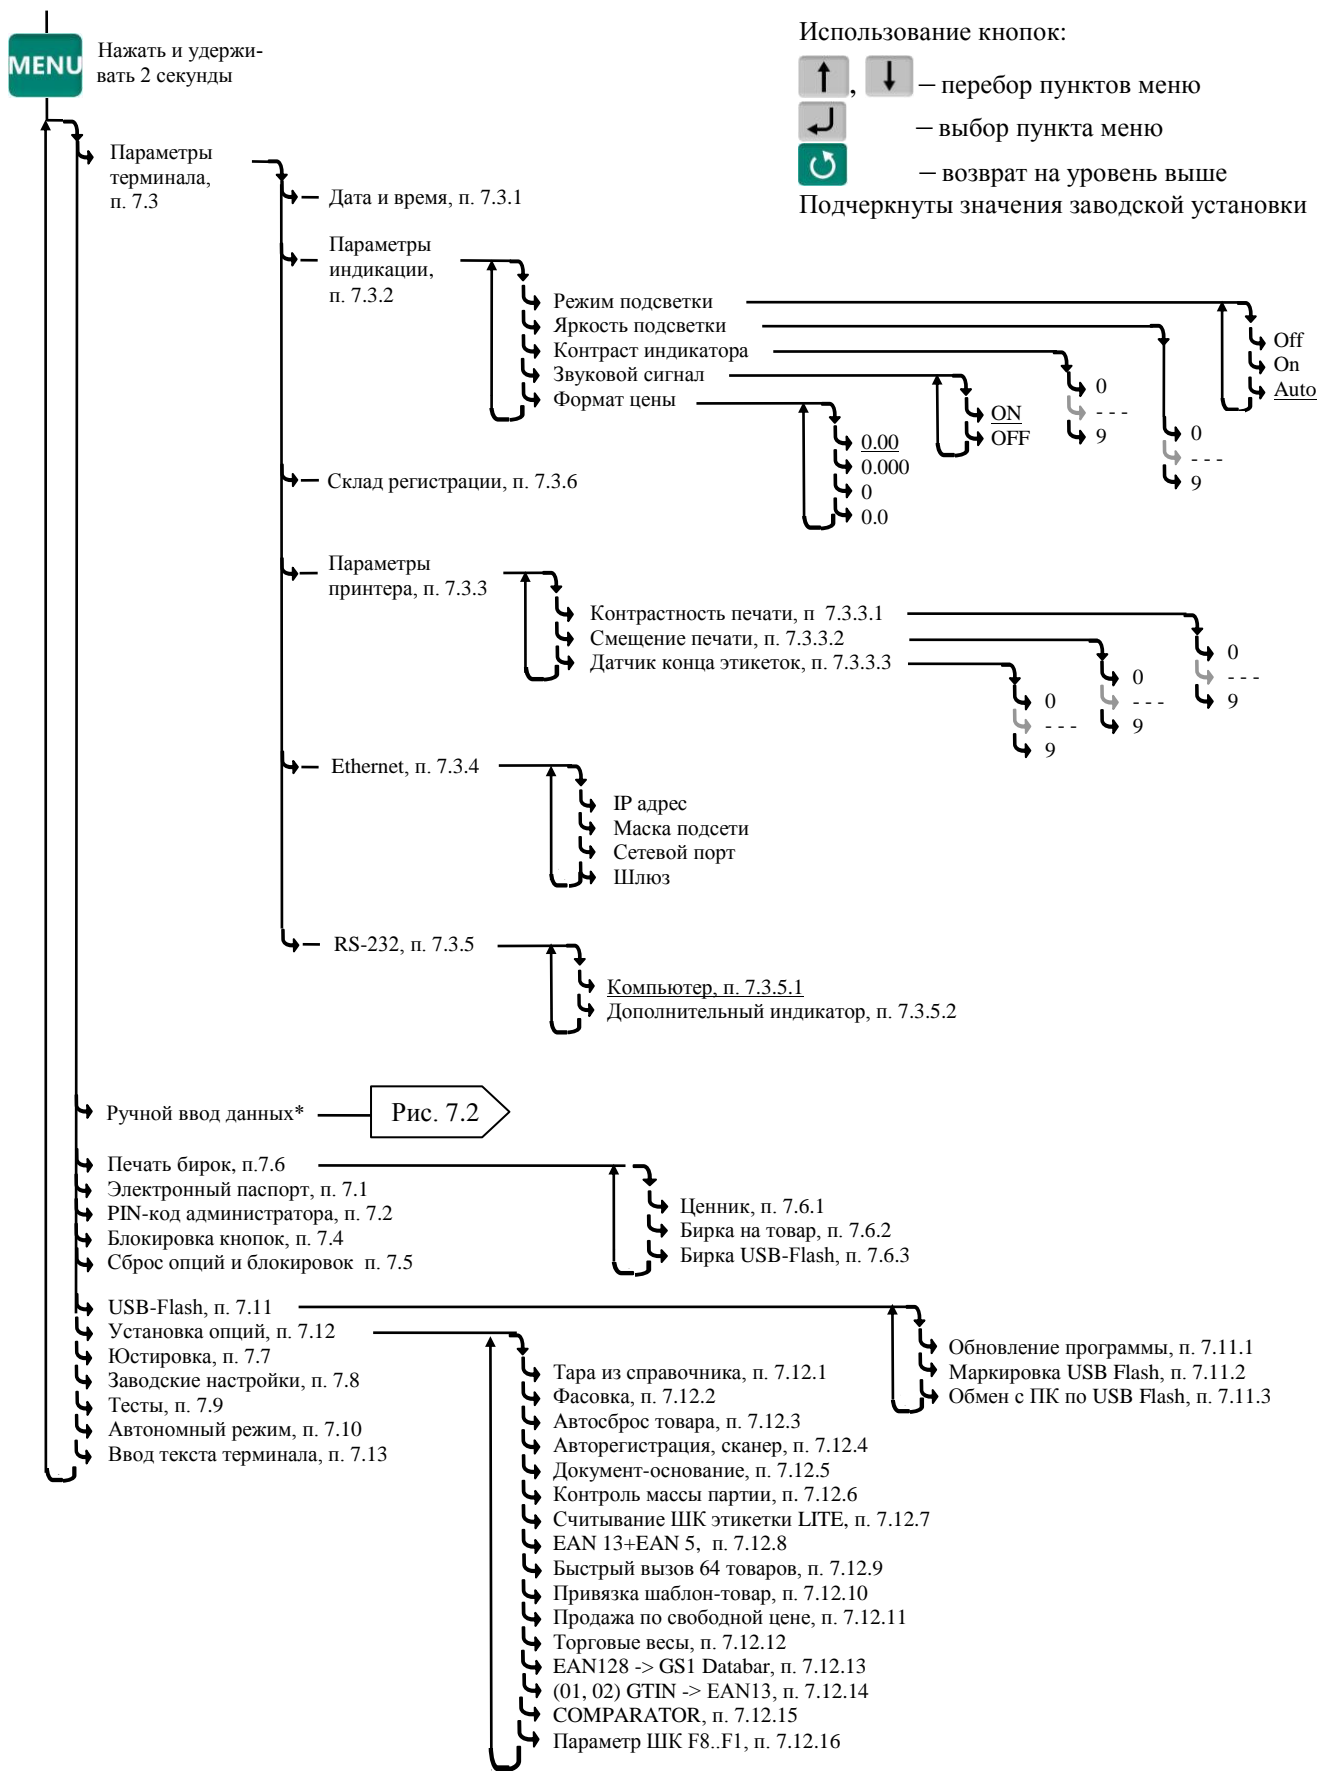 MENU
Нажать и удержи-
вать 2 секунды
Использование кнопок:
, – перебор пунктов меню
– выбор пункта меню
– возврат на уровень выше
Подчеркнуты значения заводской установки
Параметры
терминала,
п. 7.3
Дата и время, п. 7.3.1
Параметры
индикации,
п. 7.3.2
Режим подсветки
Яркость подсветки
Контраст индикатора
Звуковой сигнал
Формат цены
Off
On
Auto
0
- - -
9
0
- - -
9
ON
OFF
0.00
0.000
0
0.0
Склад регистрации, п. 7.3.6
Параметры
принтера, п. 7.3.3
Контрастность печати, п 7.3.3.1
Смещение печати, п. 7.3.3.2
Датчик конца этикеток, п. 7.3.3.3
0
- - -
9
0
- - -
9
0
- - -
9
Ethernet, п. 7.3.4
IP адрес
Маска подсети
Сетевой порт
Шлюз
RS-232, п. 7.3.5
Компьютер, п. 7.3.5.1
Дополнительный индикатор, п. 7.3.5.2
Ручной ввод данных*
Рис. 7.2
Печать бирок, п.7.6
Электронный паспорт, п. 7.1
PIN-код администратора, п. 7.2
Блокировка кнопок, п. 7.4
Сброс опций и блокировок п. 7.5
Ценник, п. 7.6.1
Бирка на товар, п. 7.6.2
Бирка USB-Flash, п. 7.6.3
USB-Flash, п. 7.11
Установка опций, п. 7.12
Юстировка, п. 7.7
Заводские настройки, п. 7.8
Тесты, п. 7.9
Автономный режим, п. 7.10
Ввод текста терминала, п. 7.13
Обновление программы, п. 7.11.1
Маркировка USB Flash, п. 7.11.2
Обмен с ПК по USB Flash, п. 7.11.3
Тара из справочника, п. 7.12.1
Фасовка, п. 7.12.2
Автосброс товара, п. 7.12.3
Авторегистрация, сканер, п. 7.12.4
Документ-основание, п. 7.12.5
Контроль массы партии, п. 7.12.6
Считывание ШК этикетки LITE, п. 7.12.7
EAN 13+EAN 5, п. 7.12.8
Быстрый вызов 64 товаров, п. 7.12.9
Привязка шаблон-товар, п. 7.12.10
Продажа по свободной цене, п. 7.12.11
Торговые весы, п. 7.12.12
EAN128 -> GS1 Databar, п. 7.12.13
(01, 02) GTIN -> EAN13, п. 7.12.14
COMPARATOR, п. 7.12.15
Параметр ШК F8..F1, п. 7.12.16